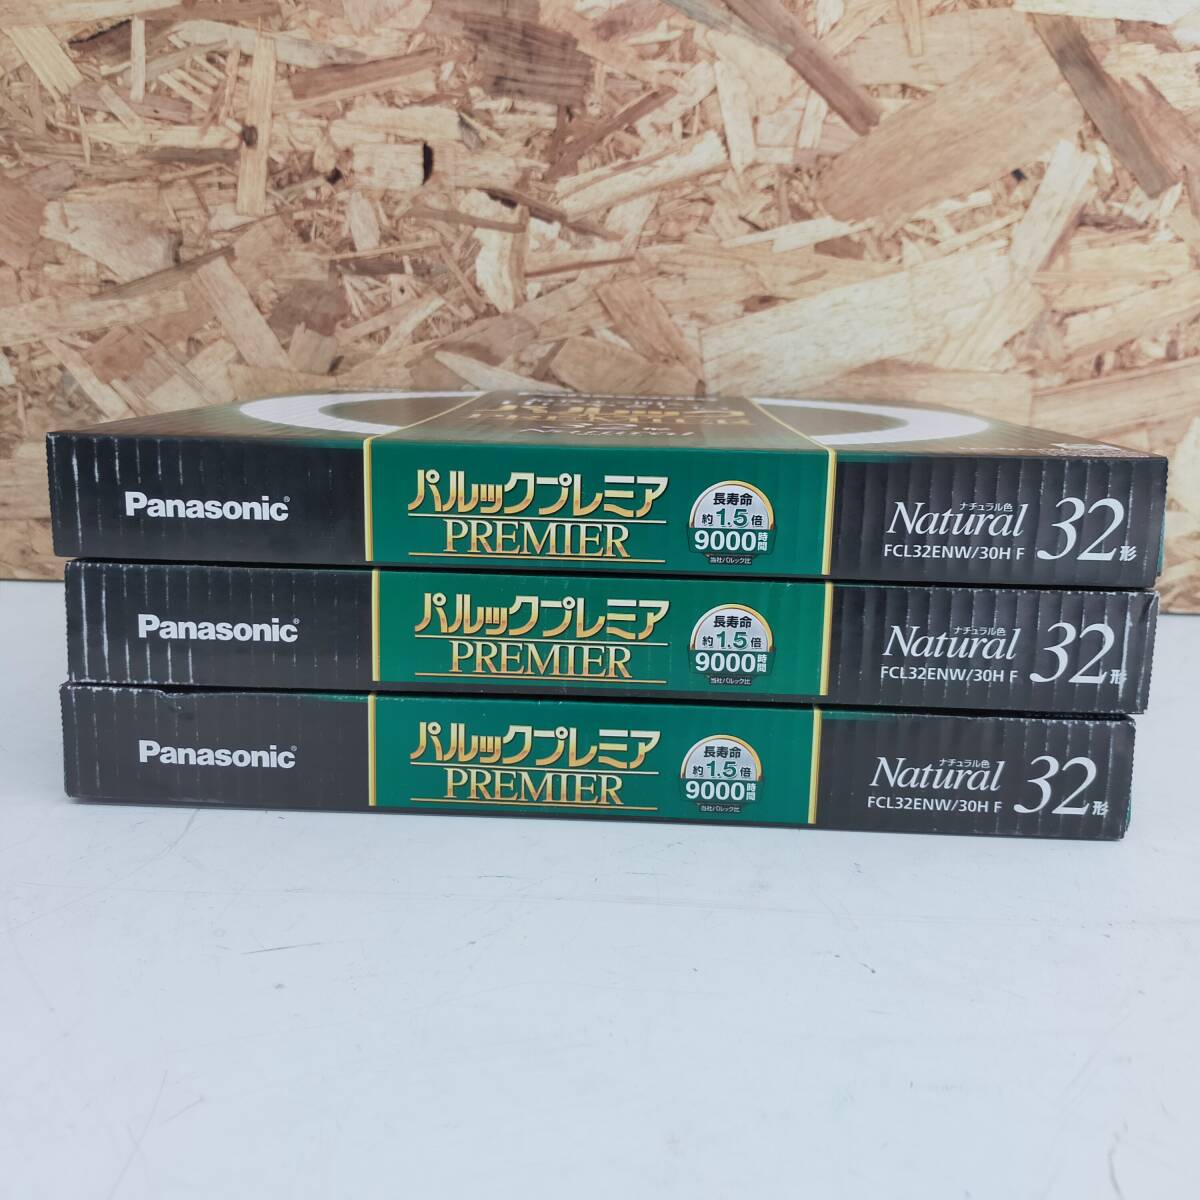 Panasonic
パルックプレミア
PREMIER
長寿命
約1.5倍
9000時間
当社パルック比
ナチュラル色
Natural
FCL32ENW/30H F
32形
Panasonic
パルックプレミア
PREMIER
長寿命
約1.5倍
9000時間
当社パルック比
ナチュラル色
Natural
FCL32ENW/30H F
32形
Panasonic
パルックプレミア
PREMIER
長寿命
約1.5倍
9000時間
当社パルック比
ナチュラル色
Natural
FCL32ENW/30H F
32形